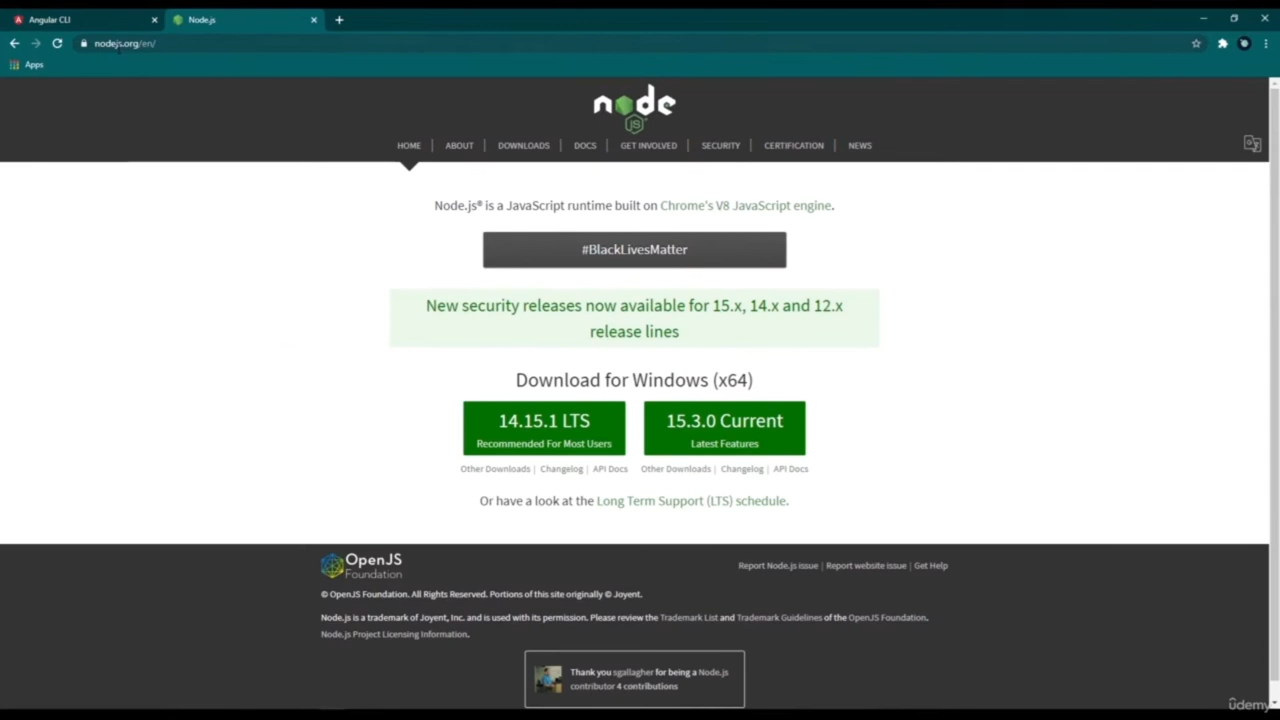 Angular CLI
Node.js
nodejs.org/en/
Apps
node
JS
HOME | ABOUT | DOWNLOADS | DOCS | GET INVOLVED | SECURITY | CERTIFICATION | NEWS
Node.js® is a JavaScript runtime built on Chrome's V8 JavaScript engine.
#BlackLivesMatter
New security releases now available for 15.x, 14.x and 12.x
release lines
Download for Windows (x64)
14.15.1 LTS
Recommended For Most Users
15.3.0 Current
Latest Features
Other Downloads | Changelog | API Docs
Other Downloads | Changelog | API Docs
Or have a look at the Long Term Support (LTS) schedule.
OpenJS
Foundation
Report Node.js issue | Report website issue | Get Help
© OpenJS Foundation. All Rights Reserved. Portions of this site originally © Joyent.
Node.js is a trademark of Joyent, Inc. and is used with its permission. Please review the Trademark List and Trademark Guidelines of the OpenJS Foundation.
Node.js Project Licensing Information.
Thank you sgallagher for being a Node.js
contributor 4 contributions
ûdemy